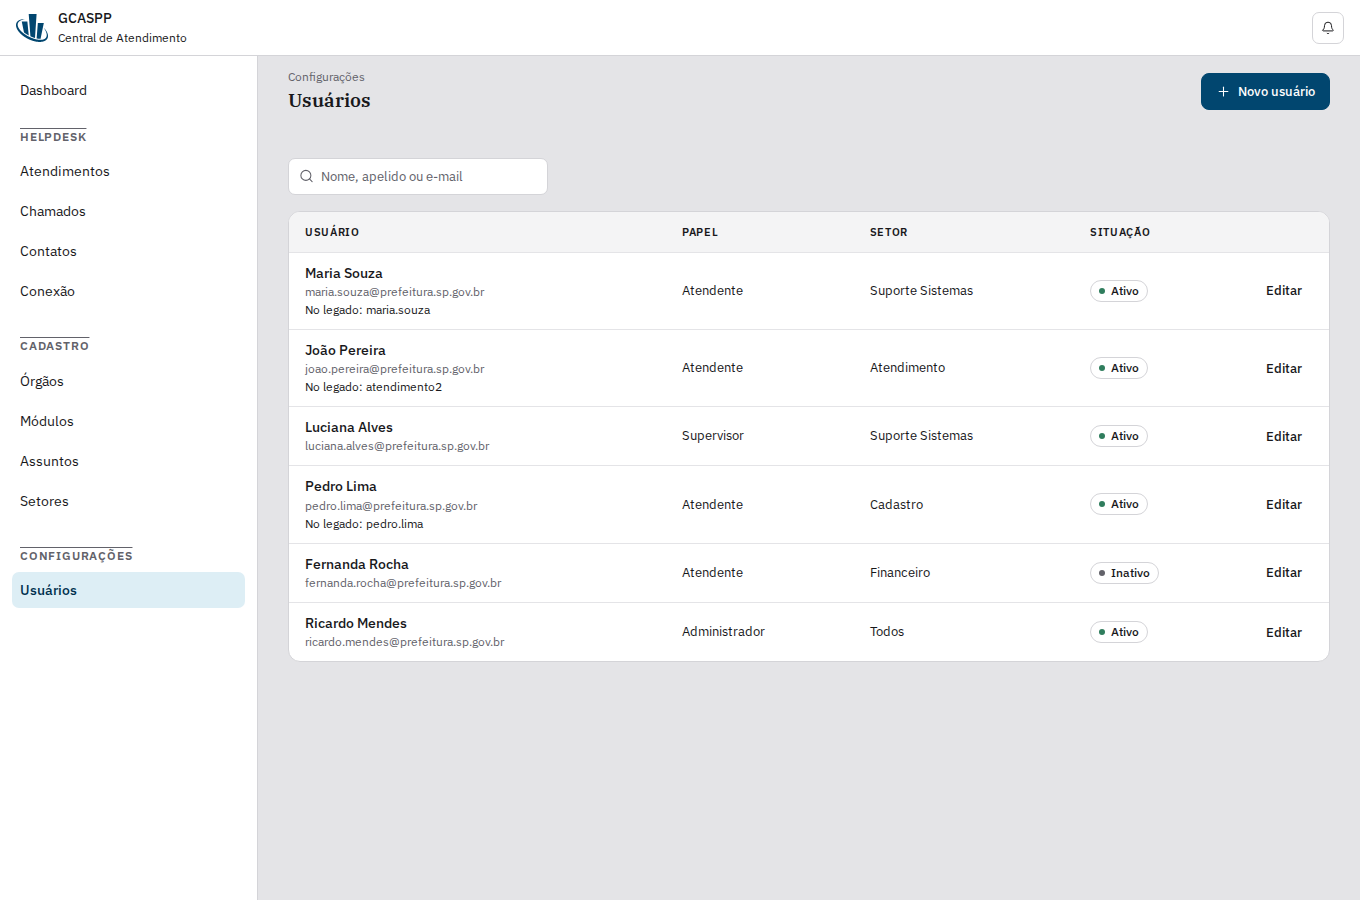 GCASPP
Central de Atendimento
Dashboard
HELPDESK
Atendimentos
Chamados
Contatos
Conexão
CADASTRO
Órgãos
Módulos
Assuntos
Setores
CONFIGURAÇÕES
Usuários
Configurações
Usuários
Novo usuário
Nome, apelido ou e-mail
USUÁRIO PAPEL SETOR SITUAÇÃO
Maria Souza
maria.souza@prefeitura.sp.gov.br
No legado: maria.souza
Atendente Suporte Sistemas Ativo Editar
João Pereira
joao.pereira@prefeitura.sp.gov.br
No legado: atendimento2
Atendente Atendimento Ativo Editar
Luciana Alves
luciana.alves@prefeitura.sp.gov.br
Supervisor Suporte Sistemas Ativo Editar
Pedro Lima
pedro.lima@prefeitura.sp.gov.br
No legado: pedro.lima
Atendente Cadastro Ativo Editar
Fernanda Rocha
fernanda.rocha@prefeitura.sp.gov.br
Atendente Financeiro Inativo Editar
Ricardo Mendes
ricardo.mendes@prefeitura.sp.gov.br
Administrador Todos Ativo Editar